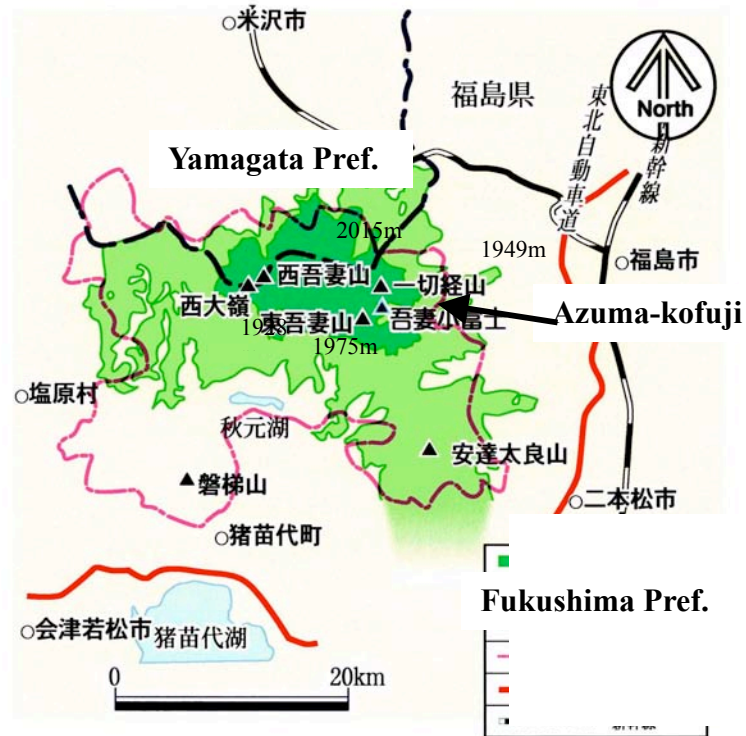 米沢市
福島県
North
東北自動車道
新幹線
Yamagata Pref.
2015m
1949m
福島市
西吾妻山
一切経山
西大嶺
1928
東吾妻山
吾妻小富士
Azuma-kofuji
1975m
塩原村
秋元湖
安達太良山
磐梯山
二本松市
猪苗代町
Fukushima Pref.
会津若松市
猪苗代湖
0
20km
新幹線